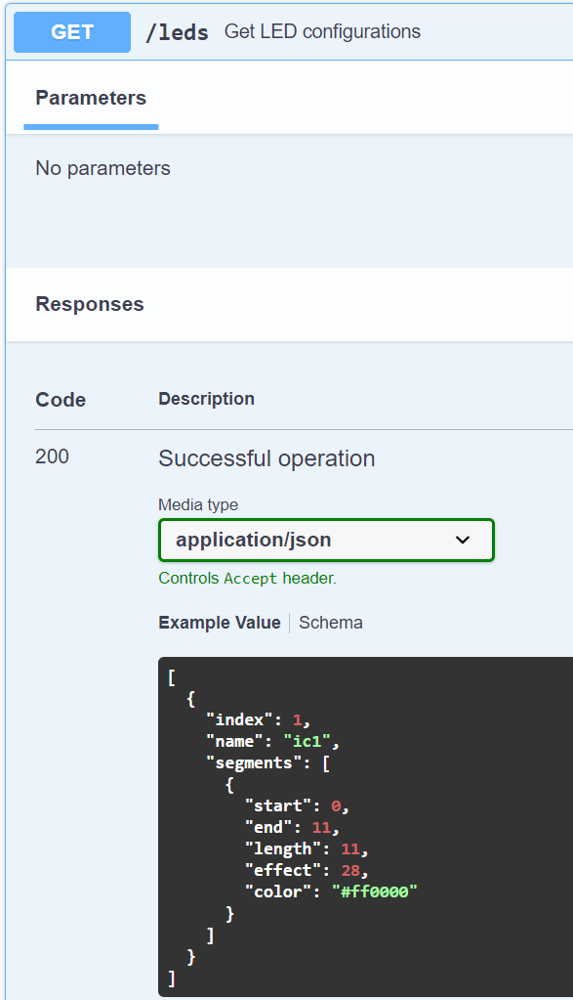 GET /leds Get LED configurations
Parameters
No parameters
Responses
Code Description
200 Successful operation
Media type
application/json
Controls Accept header.
Example Value Schema
[
  {
    "index": 1,
    "name": "ic1",
    "segments": [
      {
        "start": 0,
        "end": 11,
        "length": 11,
        "effect": 28,
        "color": "#ff0000"
      }
    ]
  }
]